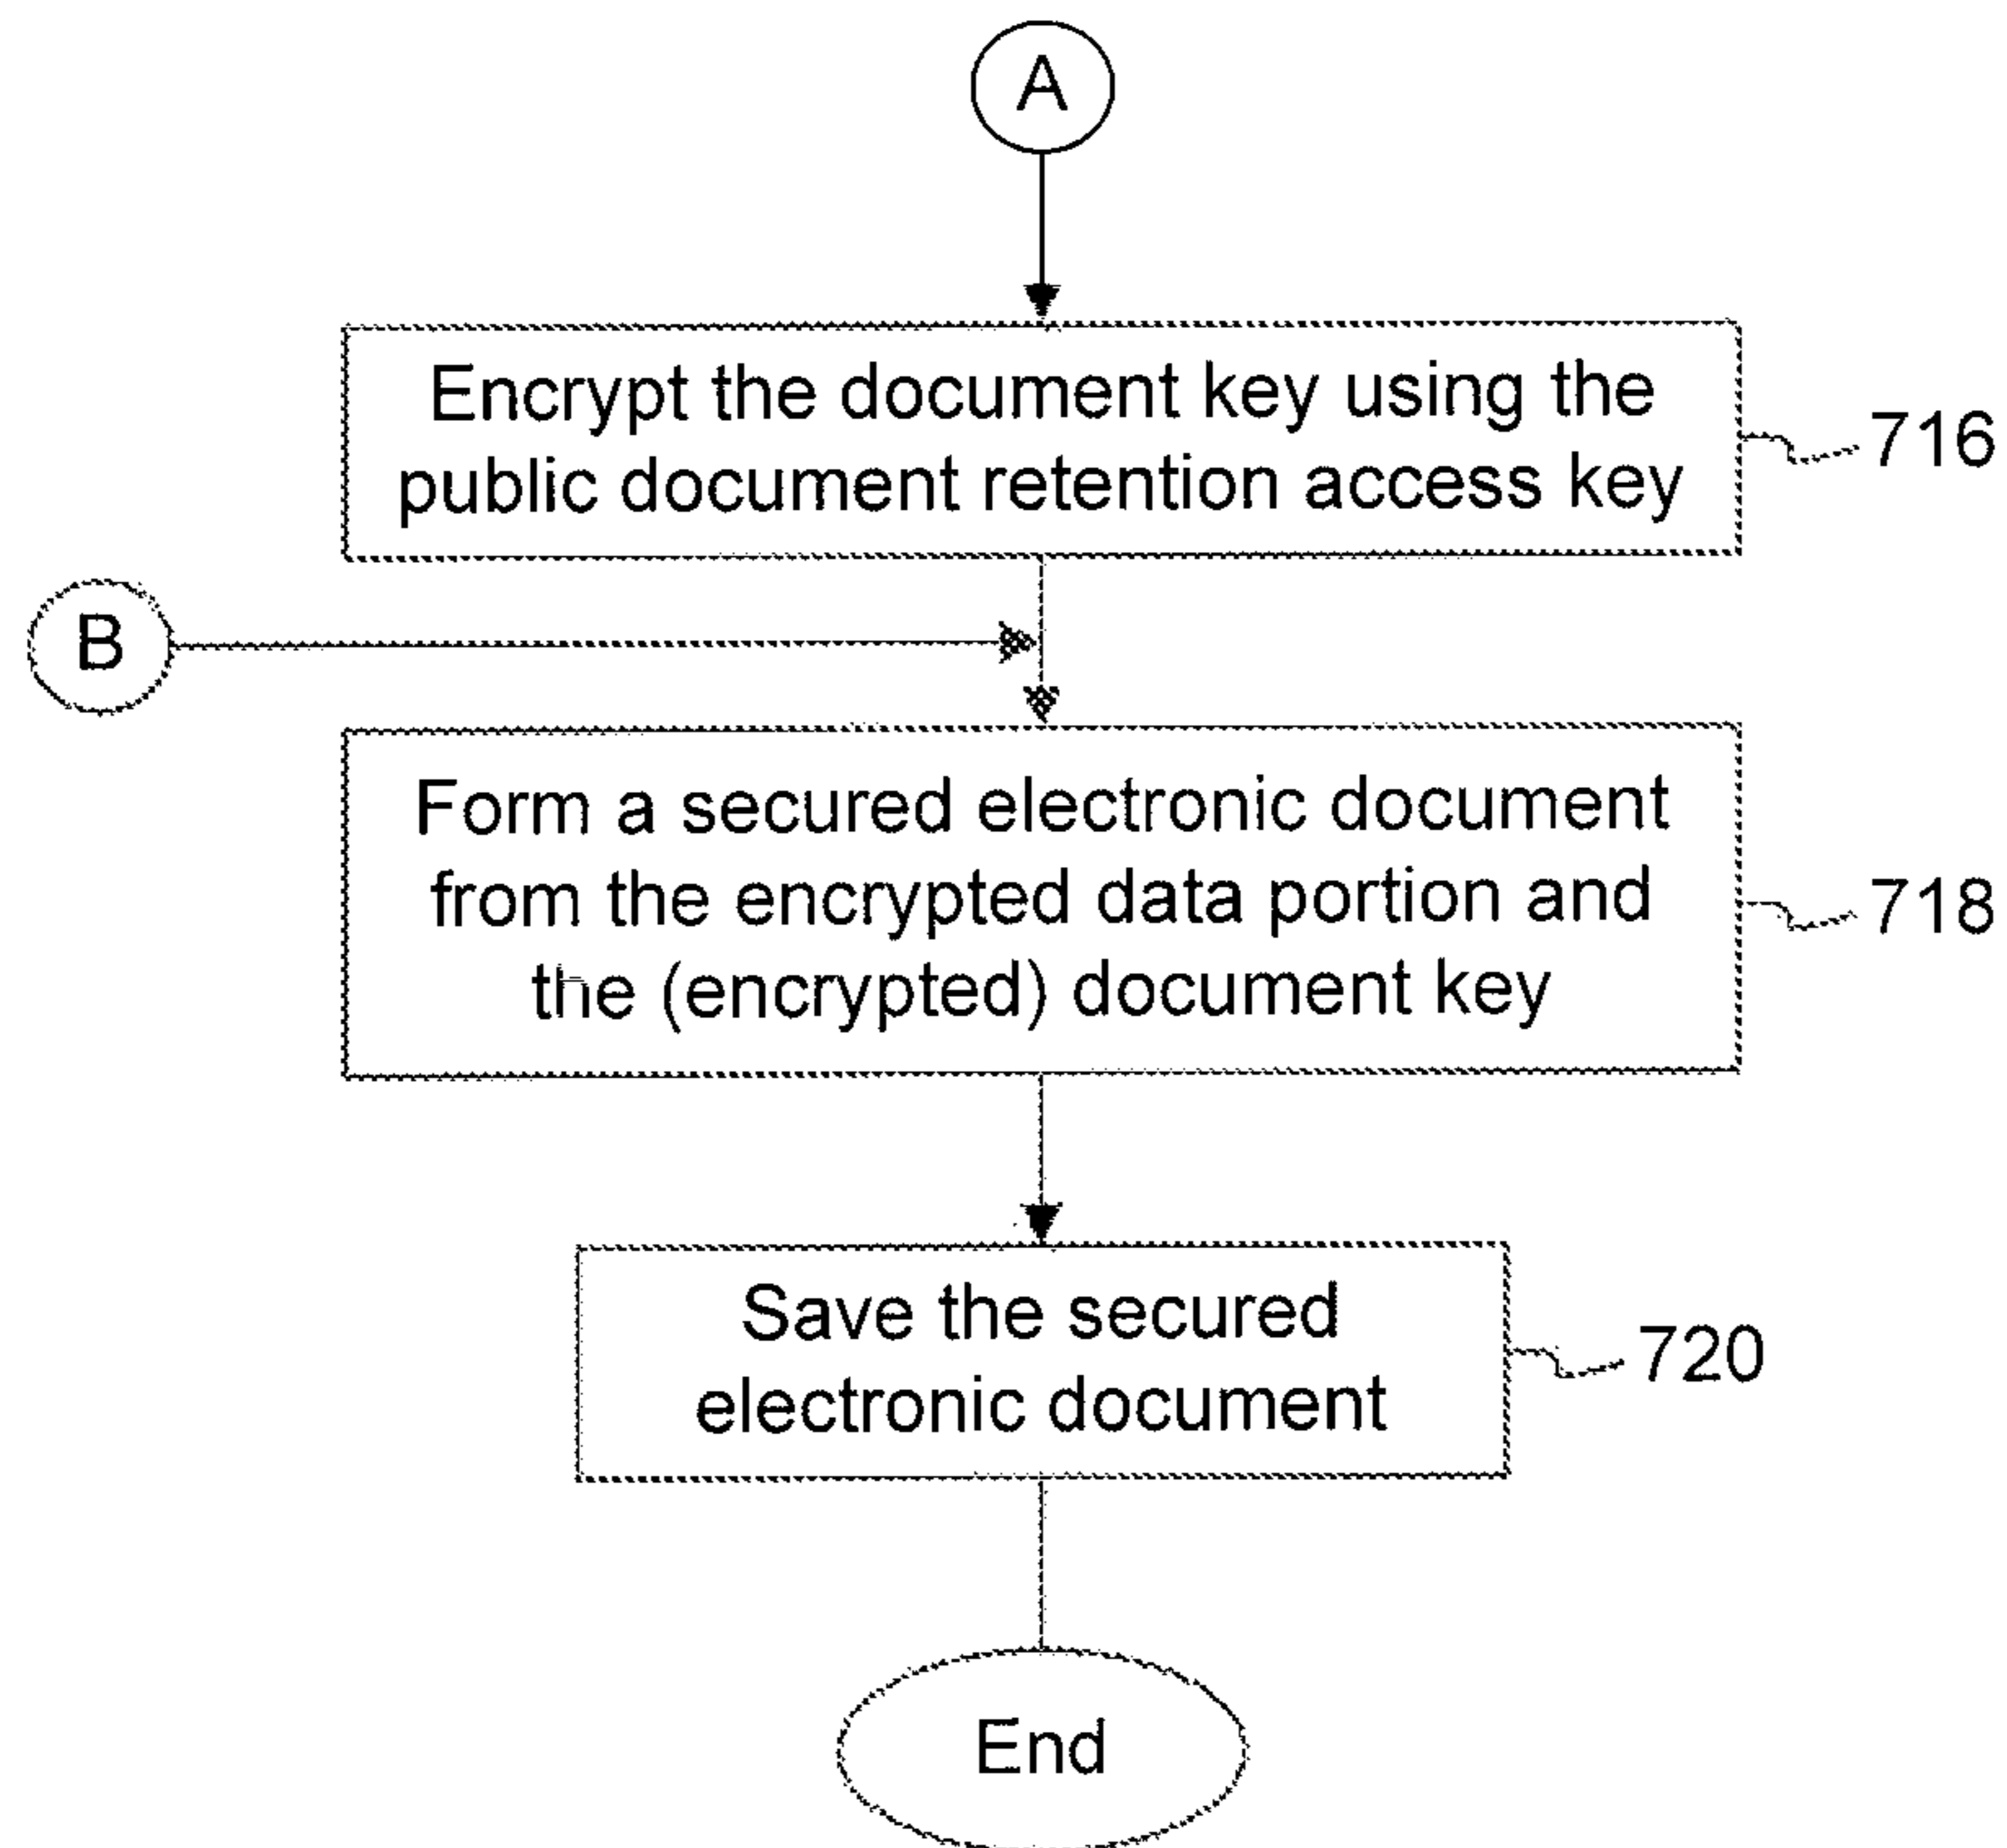 A
Encrypt the document key using the
public document retention access key
716
B
Form a secured electronic document
from the encrypted data portion and
the (encrypted) document key
718
Save the secured
electronic document
720
End